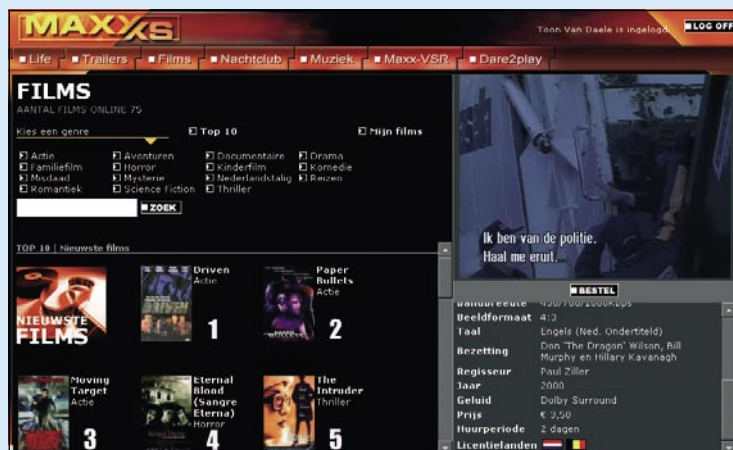 MAXXXS
Toon Van Daele is ingelogd.
LOG OFF
Life
Trailers
Films
Nachtclub
Muziek
Maxx-VSR
Dare2play
FILMS
AANTAL FILMS ONLINE 75
Kies een genre
Top 10
Mijn films
Actie
Avonturen
Documentaire
Drama
Familiefilm
Horror
Kinderfilm
Komedie
Misdaad
Mysterie
Nederlandstalig
Reizen
Romantiek
Science Fiction
Thriller
ZOEK
TOP 10 | Nieuwste films
NIEUWSTE
FILMS
Driven
Actie
1
Paper
Bullets
Actie
2
Moving
Target
Actie
3
Eternal
Blood
(Sangre
Eterna)
Horror
4
The
Intruder
Thriller
5
Ik ben van de politie.
Haal me eruit.
BESTEL
Bandbreedte 450/700/1000Kbps
Beeldformaat 4:3
Taal Engels (Ned. Ondertiteld)
Bezetting Don 'The Dragon' Wilson, Bill
Murphy en Hillary Kavanagh
Regisseur Paul Ziller
Jaar 2000
Geluid Dolby Surround
Prijs € 3,50
Huurperiode 2 dagen
Licentielanden